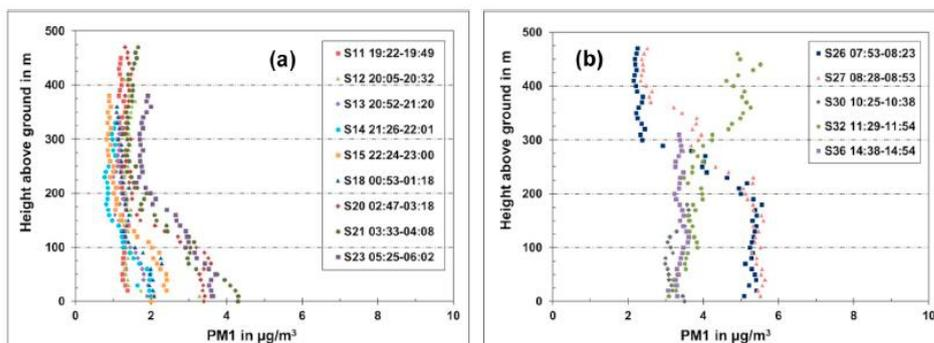 (a)
Height above ground in m
500
400
300
200
100
0
S11 19:22-19:49
S12 20:05-20:32
S13 20:52-21:20
S14 21:26-22:01
S15 22:24-23:00
S18 00:53-01:18
S20 02:47-03:18
S21 03:33-04:08
S23 05:25-06:02
0 2 4 6 8 10
PM1 in µg/m³
(b)
Height above ground in m
500
400
300
200
100
0
S26 07:53-08:23
S27 08:28-08:53
S30 10:25-10:38
S32 11:29-11:54
S36 14:38-14:54
0 2 4 6 8 10
PM1 in µg/m³